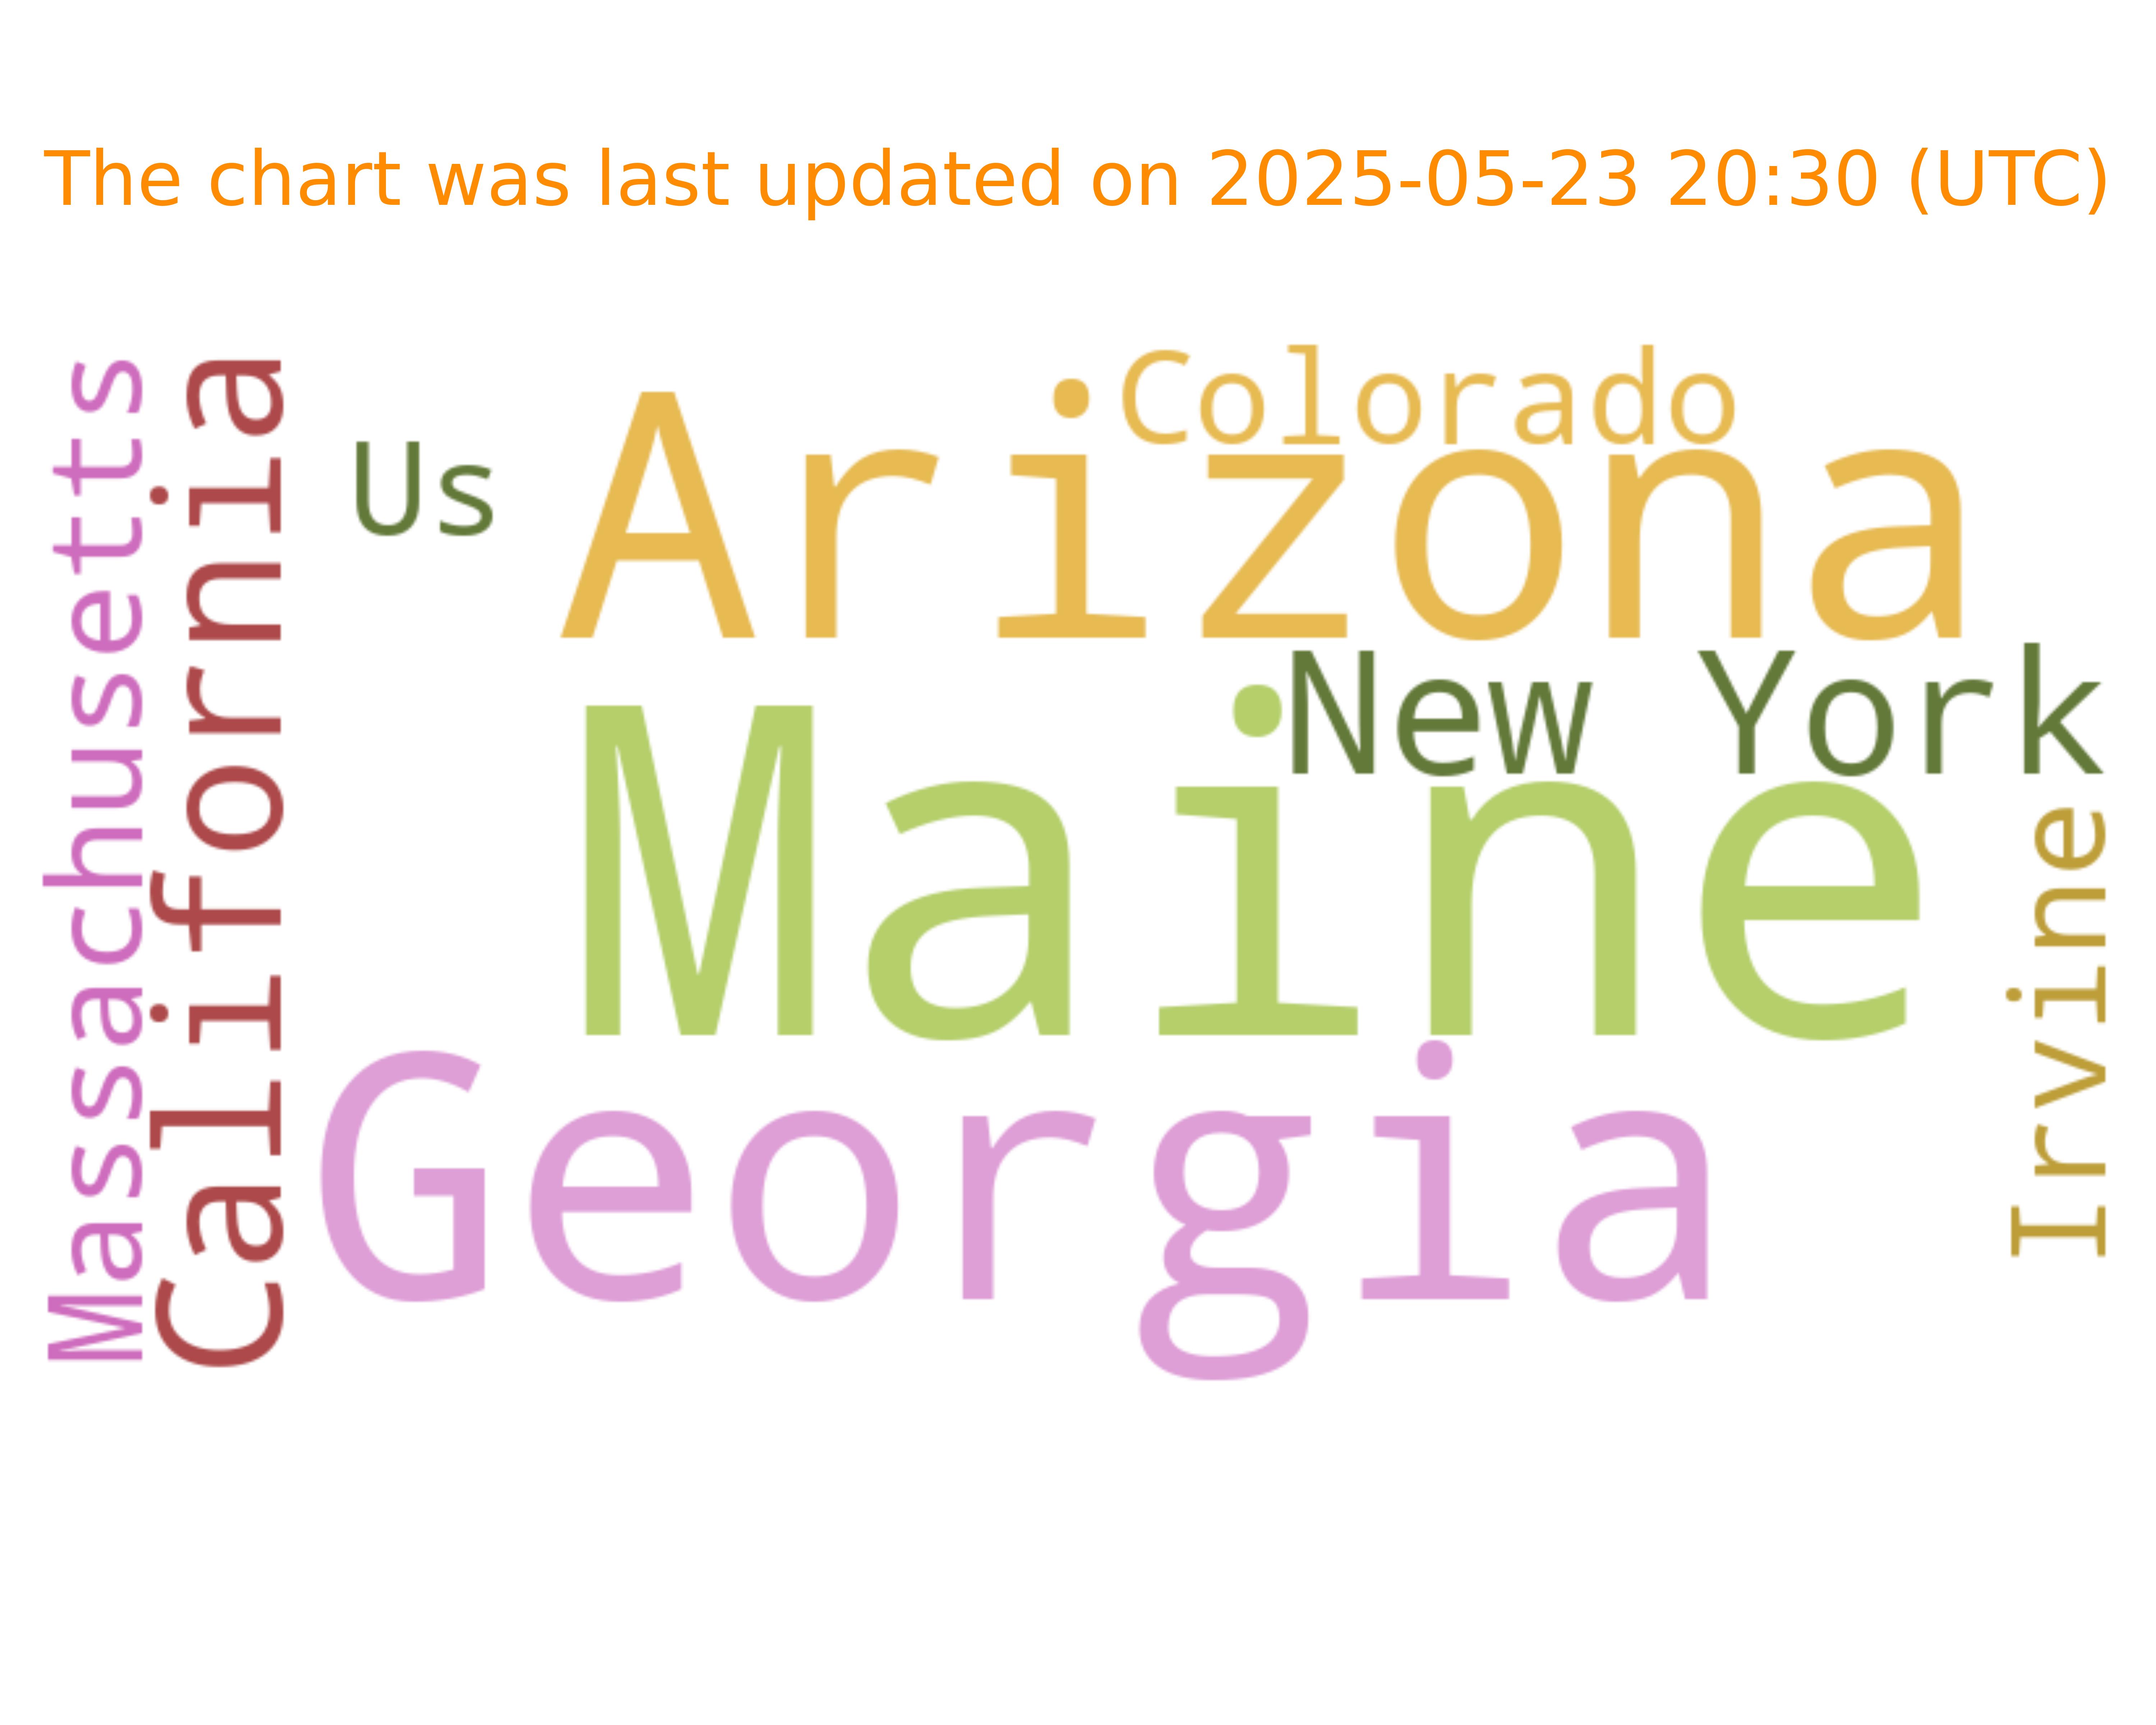 The chart was last updated on 2025-05-23 20:30 (UTC)
Massachusetts
California
Us
Colorado
Arizona
New York
Maine
Irvine
Georgia